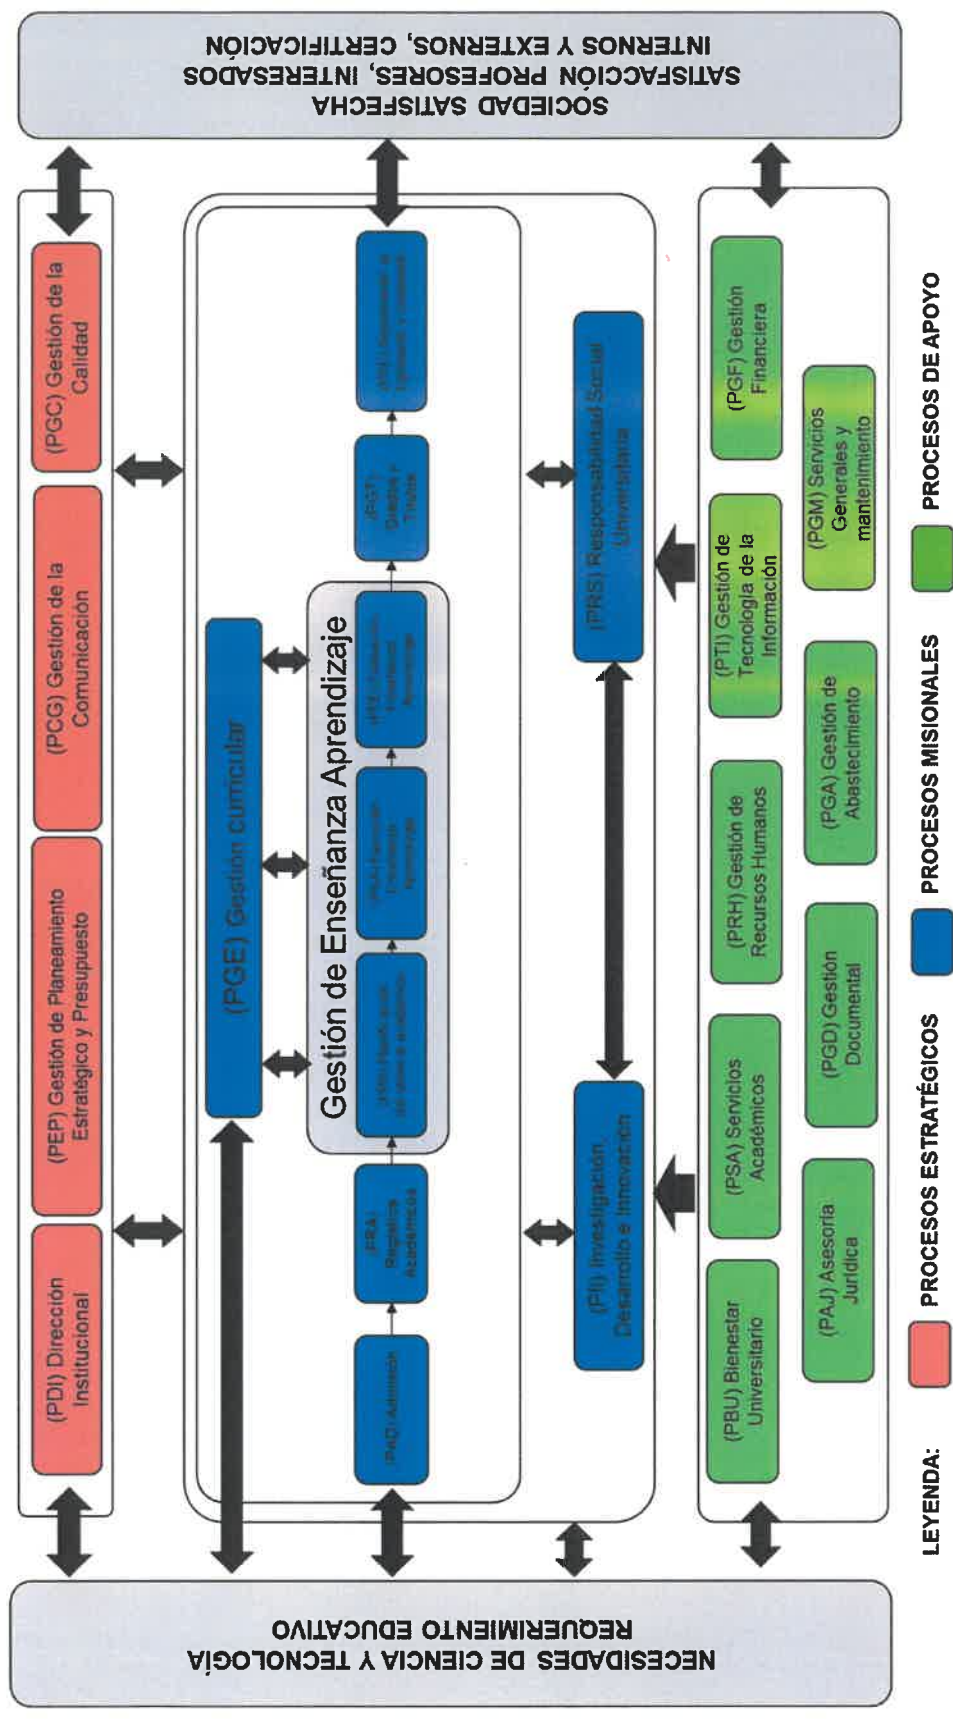 NECESIDADES DE CIENCIA Y TECNOLOGÍA
REQUERIMIENTO EDUCATIVO
(PDI) Dirección
Institucional
(PEP) Gestión de Planeamiento
Estratégico y Presupuesto
(PCG) Gestión de la
Comunicación
(PGC) Gestión de la
Calidad
(PGE) Gestión curricular
Gestión de Enseñanza Aprendizaje
(PAD) Admisión
(PRA)
Registros
Académicos
(PGT)
Grados y
Títulos
(PII) Investigación,
Desarrollo e Innovación
(PRS) Responsabilidad Social
Universitaria
(PBU) Bienestar
Universitario
(PSA) Servicios
Académicos
(PRH) Gestión de
Recursos Humanos
(PTI) Gestión de
Tecnología de la
Información
(PGF) Gestión
Financiera
(PAJ) Asesoría
Jurídica
(PGD) Gestión
Documental
(PGA) Gestión de
Abastecimiento
(PGM) Servicios
Generales y
mantenimiento
SOCIEDAD SATISFECHA
SATISFACCIÓN PROFESORES, INTERESADOS
INTERNOS Y EXTERNOS, CERTIFICACIÓN
LEYENDA:
PROCESOS ESTRATÉGICOS
PROCESOS MISIONALES
PROCESOS DE APOYO